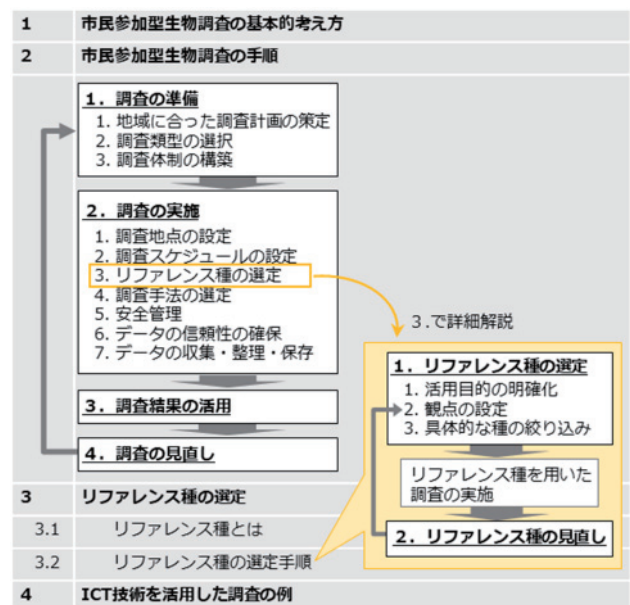 1 市民参加型生物調査の基本的考え方
2 市民参加型生物調査の手順
1. 調査の準備
1. 地域に合った調査計画の策定
2. 調査類型の選択
3. 調査体制の構築
2. 調査の実施
1. 調査地点の設定
2. 調査スケジュールの設定
3. リファレンス種の選定
4. 調査手法の選定
5. 安全管理
6. データの信頼性の確保
7. データの収集・整理・保存
3. 調査結果の活用
4. 調査の見直し
3.で詳細解説
1. リファレンス種の選定
1. 活用目的の明確化
2. 観点の設定
3. 具体的な種の絞り込み
リファレンス種を用いた
調査の実施
2. リファレンス種の見直し
3 リファレンス種の選定
3.1 リファレンス種とは
3.2 リファレンス種の選定手順
4 ICT技術を活用した調査の例